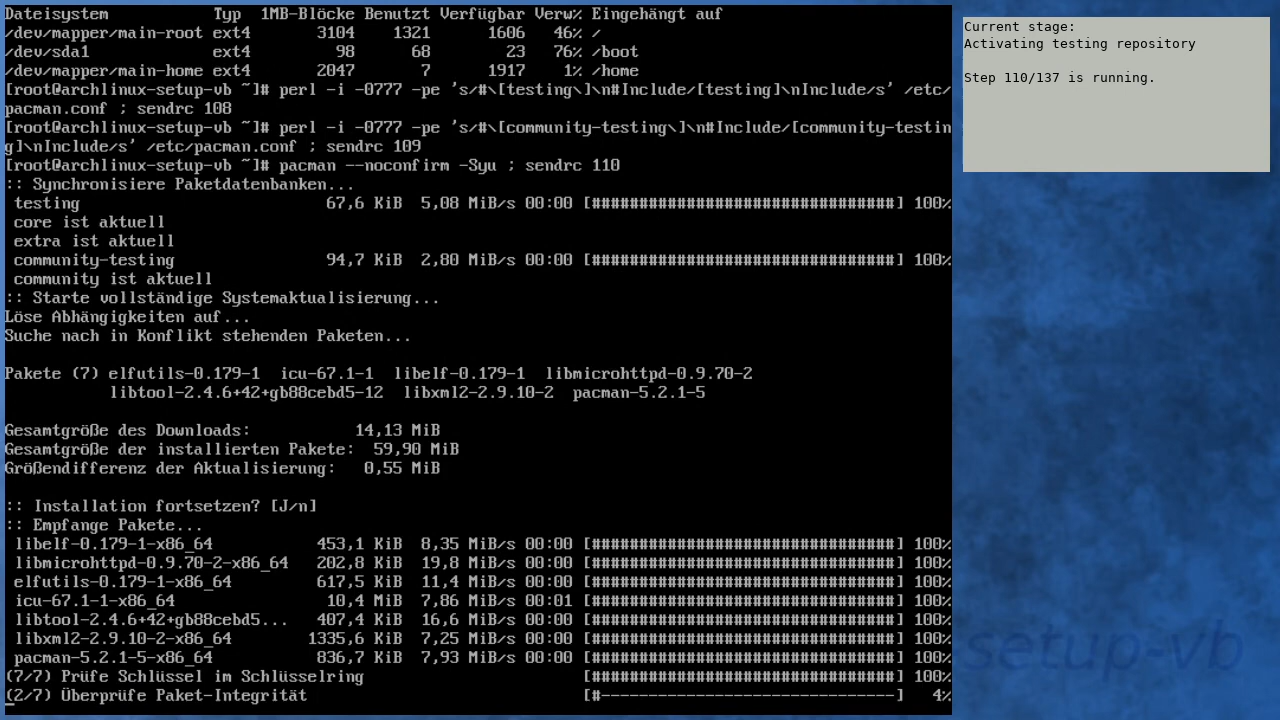 Dateisystem Typ 1MB-Blöcke Benutzt Verfügbar Verw% Eingehängt auf
/dev/mapper/main-root ext4 3104 1321 1606 46% /
/dev/sda1 ext4 98 68 23 76% /boot
/dev/mapper/main-home ext4 2047 7 1917 1% /home
[root@archlinux-setup-vb ~]# perl -i -0777 -pe 's/#\[testing\]\n#Include/[testing]\nInclude/s' /etc/
pacman.conf ; sendrc 108
[root@archlinux-setup-vb ~]# perl -i -0777 -pe 's/#\[community-testing\]\n#Include/[community-testin
g]\nInclude/s' /etc/pacman.conf ; sendrc 109
[root@archlinux-setup-vb ~]# pacman --noconfirm -Syu ; sendrc 110
:: Synchronisiere Paketdatenbanken...
testing 67,6 KiB 5,08 MiB/s 00:00 [################################] 100%
core ist aktuell
extra ist aktuell
community-testing 94,7 KiB 2,80 MiB/s 00:00 [################################] 100%
community ist aktuell
:: Starte vollständige Systemaktualisierung...
Löse Abhängigkeiten auf...
Suche nach in Konflikt stehenden Paketen...
Pakete (7) elfutils-0.179-1 icu-67.1-1 libelf-0.179-1 libmicrohttpd-0.9.70-2
libtool-2.4.6+42+gb88cebd5-12 libxml2-2.9.10-2 pacman-5.2.1-5
Gesamtgröße des Downloads: 14,13 MiB
Gesamtgröße der installierten Pakete: 59,90 MiB
Größendifferenz der Aktualisierung: 0,55 MiB
:: Installation fortsetzen? [J/n]
:: Empfange Pakete...
libelf-0.179-1-x86_64 453,1 KiB 8,35 MiB/s 00:00 [################################] 100%
libmicrohttpd-0.9.70-2-x86_64 202,8 KiB 19,8 MiB/s 00:00 [################################] 100%
elfutils-0.179-1-x86_64 617,5 KiB 11,4 MiB/s 00:00 [################################] 100%
icu-67.1-1-x86_64 10,4 MiB 7,86 MiB/s 00:01 [################################] 100%
libtool-2.4.6+42+gb88cebd5... 407,4 KiB 16,6 MiB/s 00:00 [################################] 100%
libxml2-2.9.10-2-x86_64 1335,6 KiB 7,25 MiB/s 00:00 [################################] 100%
pacman-5.2.1-5-x86_64 836,7 KiB 7,93 MiB/s 00:00 [################################] 100%
(7/7) Prüfe Schlüssel im Schlüsselring [################################] 100%
(2/7) Überprüfe Paket-Integrität [#-------------------------------] 4%
Current stage:
Activating testing repository
Step 110/137 is running.
setup-vb